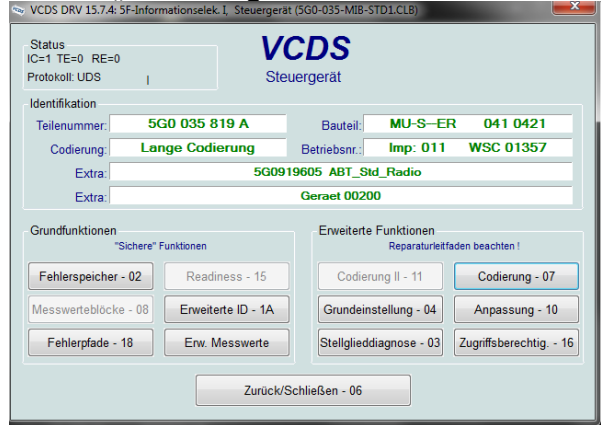 VCDS DRV 15.7.4: 5F-Informationselek. I, Steuergerät (5G0-035-MIB-STD1.CLB)
Status
IC=1 TE=0 RE=0
Protokoll: UDS
VCDS
Steuergerät
Identifikation
Teilenummer: 5G0 035 819 A Bauteil: MU-S--ER 041 0421
Codierung: Lange Codierung Betriebsnr.: Imp: 011 WSC 01357
Extra: 5G0919605 ABT_Std_Radio
Extra: Geraet 00200
Grundfunktionen
"Sichere" Funktionen
Erweiterte Funktionen
Reparaturleitfaden beachten !
Fehlerspeicher - 02 Readiness - 15 Codierung II - 11 Codierung - 07
Messwerteblöcke - 08 Erweiterte ID - 1A Grundeinstellung - 04 Anpassung - 10
Fehlerpfade - 18 Erw. Messwerte Stellglieddiagnose - 03 Zugriffsberechtig. - 16
Zurück/Schließen - 06